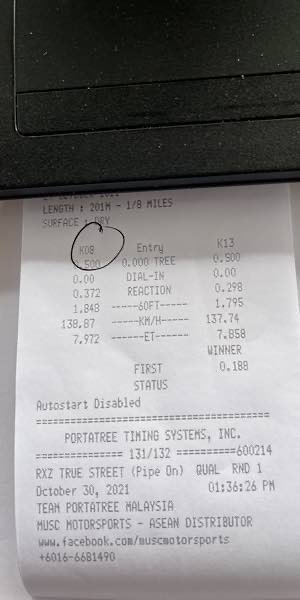 LENGTH : 201M - 1/8 MILES
SURFACE : DRY
K08 Entry K13
.500 0.000 TREE 0.500
0.00 DIAL-IN 0.00
0.372 REACTION 0.298
1.848 -----60FT----- 1.795
138.87 -----KM/H----- 137.74
7.972 ------ET------ 7.858
WINNER
FIRST 0.188
STATUS
Autostart Disabled
========================================
PORTATREE TIMING SYSTEMS, INC.
=============== 131/132 ==========600214
RXZ TRUE STREET (Pipe On) QUAL RND 1
October 30, 2021 01:36:26 PM
TEAM PORTATREE MALAYSIA
MUSC MOTORSPORTS - ASEAN DISTRIBUTOR
www.facebook.com/muscmotorsports
+6016-6681490